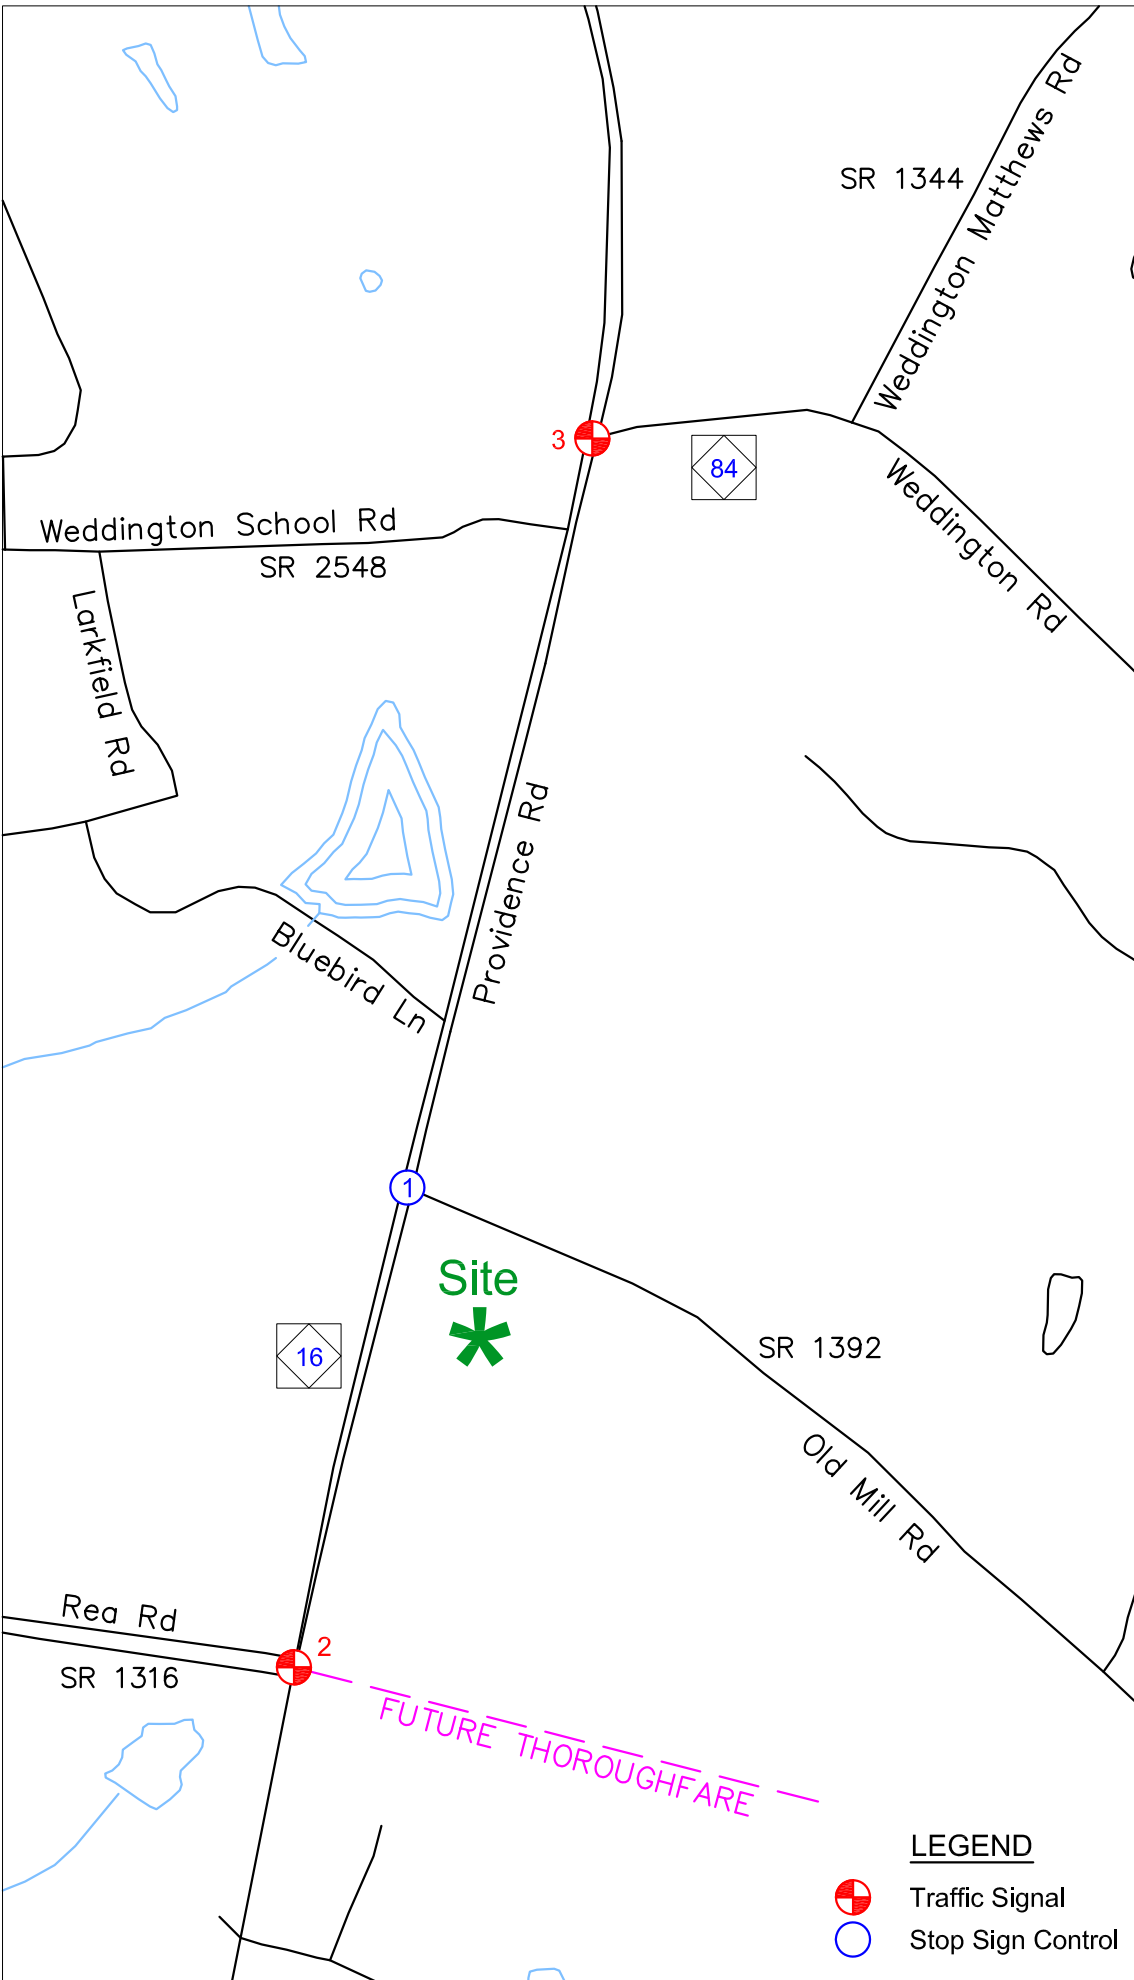 SR 1344
Weddington Matthews Rd
3
84
Weddington Rd
Weddington School Rd
SR 2548
Larkfield Rd
Providence Rd
Bluebird Ln
1
Site
16
SR 1392
Old Mill Rd
Rea Rd
2
SR 1316
FUTURE THOROUGHFARE
LEGEND
Traffic Signal
Stop Sign Control